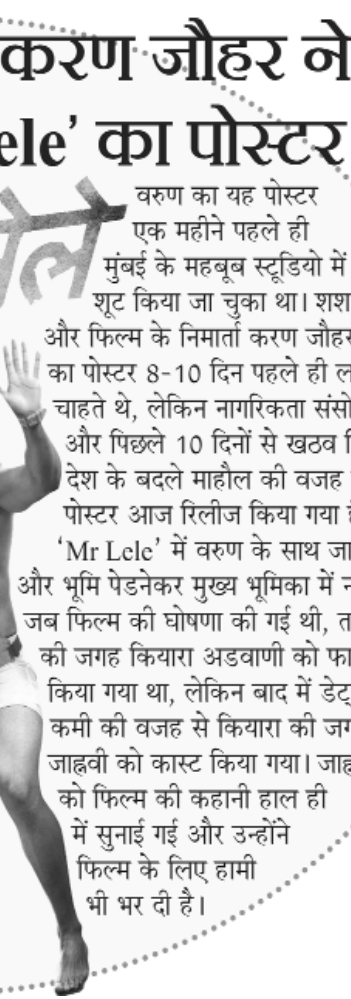 करण जौहर ने
ele' का पोस्टर
लेले
वरुण का यह पोस्टर
एक महीने पहले ही
मुंबई के महबूब स्टूडियो में
शूट किया जा चुका था। शश
और फिल्म के निमार्ता करण जौहर
का पोस्टर 8-10 दिन पहले ही ल
चाहते थे, लेकिन नागरिकता संसो
और पिछले 10 दिनों से खठव
देश के बदले माहौल की वजह
पोस्टर आज रिलीज किया गया
'Mr Lele' में वरुण के साथ जा
और भूमि पेडनेकर मुख्य भूमिका में न
जब फिल्म की घोषणा की गई थी, त
की जगह कियारा अडवाणी को फा
किया गया था, लेकिन बाद में डेट्
कमी की वजह से कियारा की जग
जाह्नवी को कास्ट किया गया। जाह्न
को फिल्म की कहानी हाल ही
में सुनाई गई और उन्होंने
फिल्म के लिए हामी
भी भर दी है।